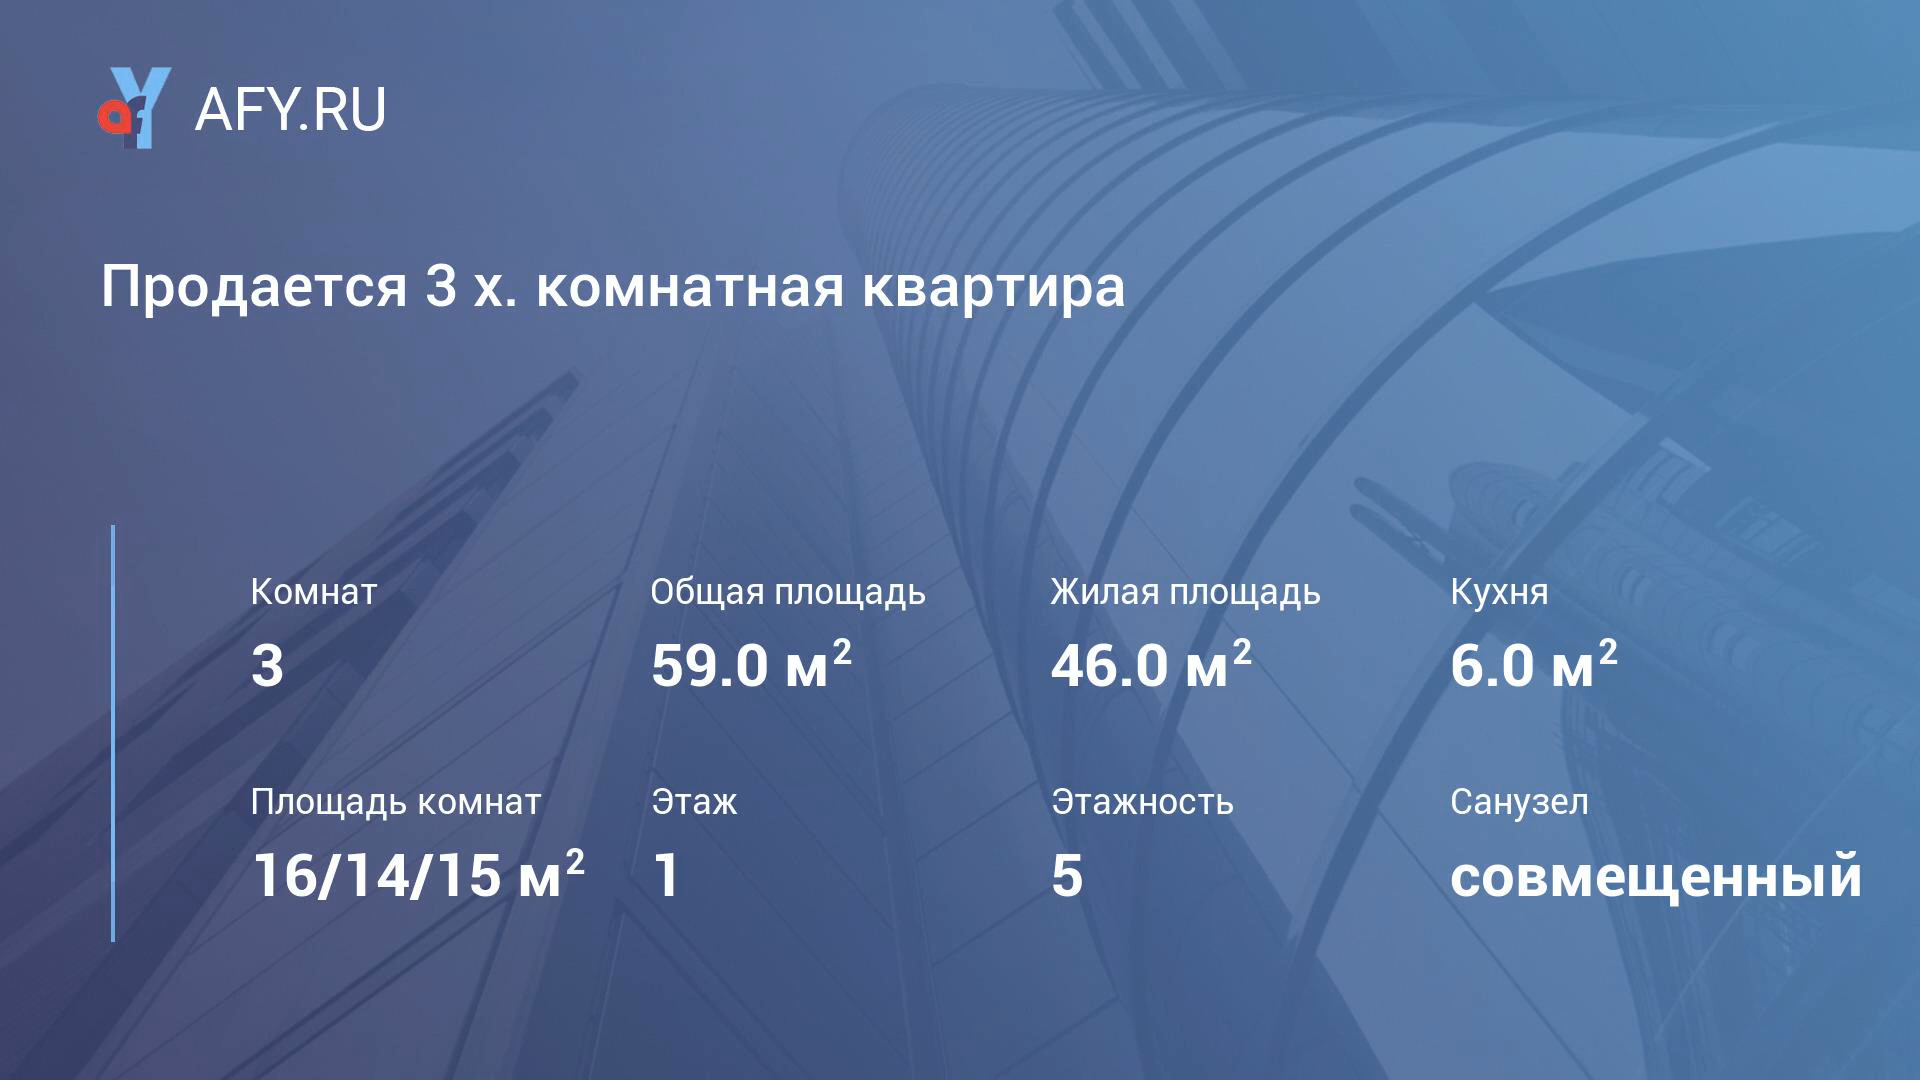 AFY.RU
Продается 3 х. комнатная квартира
Комнат
3
Общая площадь
59.0 м²
Жилая площадь
46.0 м²
Кухня
6.0 м²
Площадь комнат
16/14/15 м²
Этаж
1
Этажность
5
Санузел
совмещенный